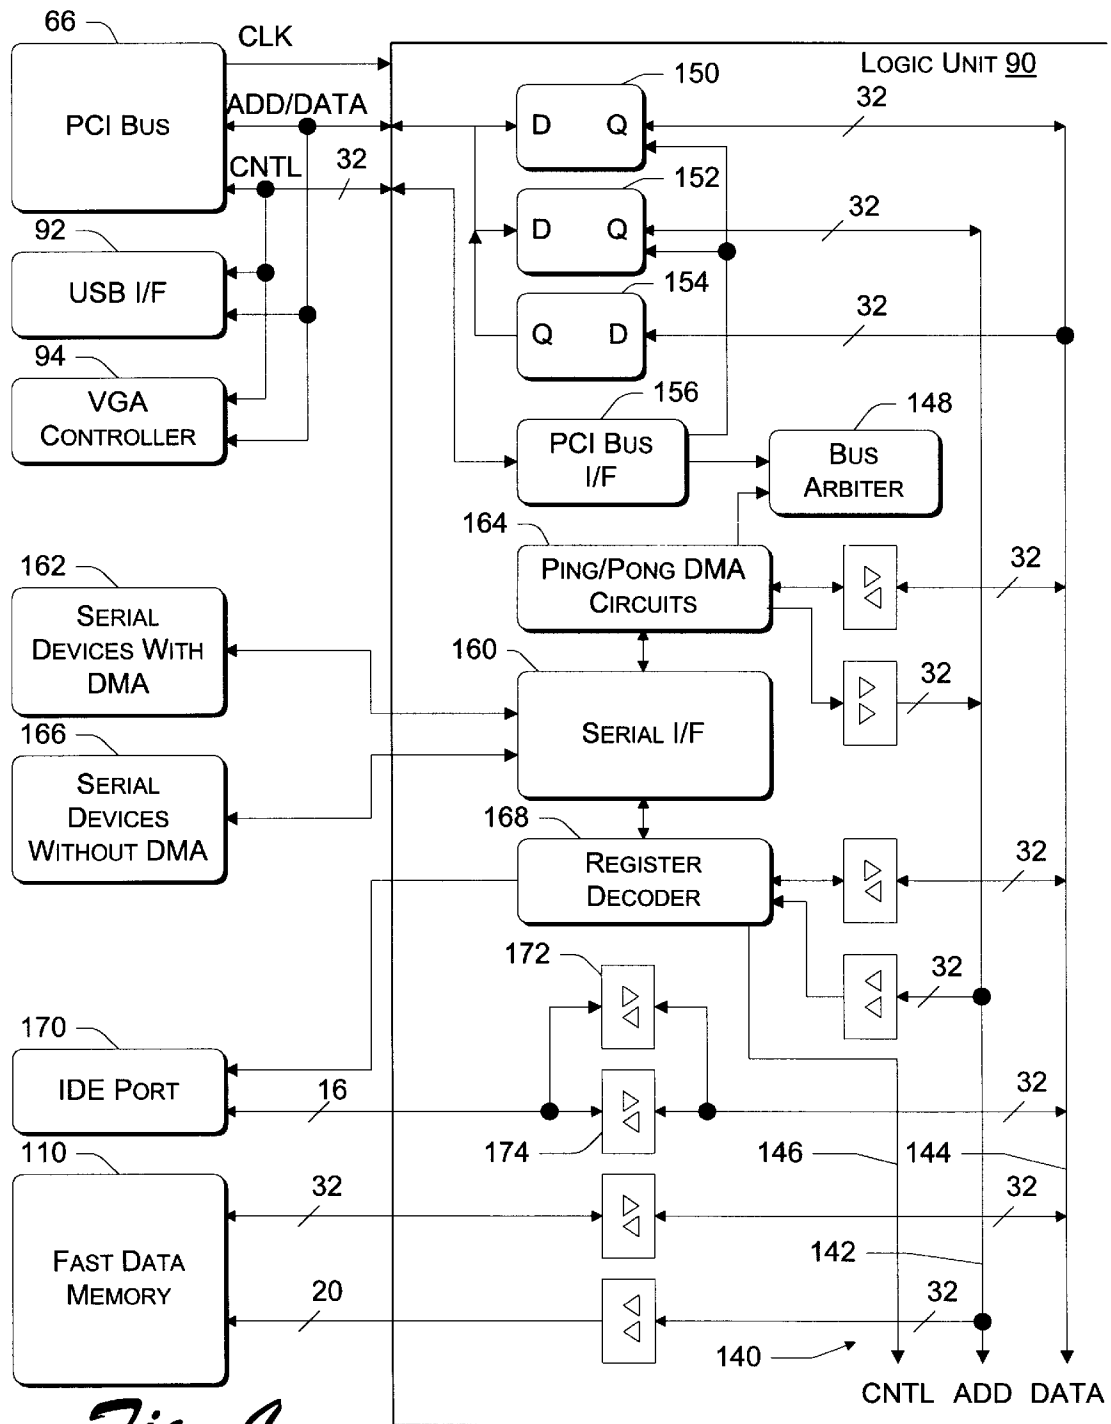 66
CLK
LOGIC UNIT 90
PCI BUS
ADD/DATA
CNTL
32
150
D Q
32
152
D Q
32
154
Q D
32
92
USB I/F
94
VGA
CONTROLLER
156
PCI BUS
I/F
148
BUS
ARBITER
164
PING/PONG DMA
CIRCUITS
32
162
SERIAL
DEVICES WITH
DMA
160
SERIAL I/F
32
166
SERIAL
DEVICES
WITHOUT DMA
168
REGISTER
DECODER
32
172
32
170
IDE PORT
16
174
32
146
144
110
FAST DATA
MEMORY
32
32
142
20
32
140
CNTL ADD DATA